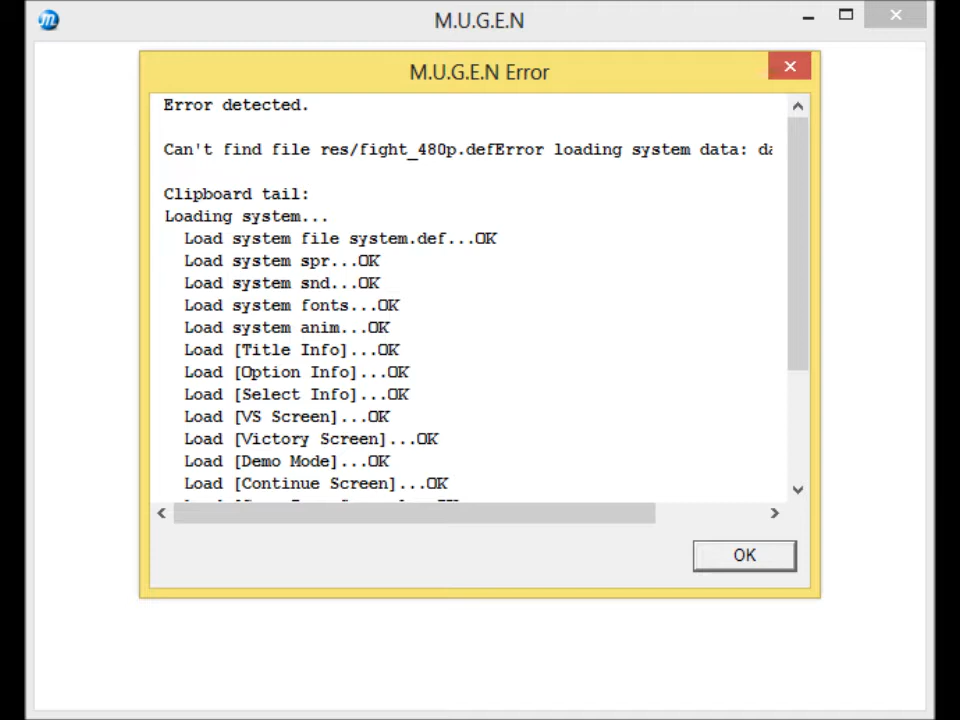 M.U.G.E.N
M.U.G.E.N Error
Error detected.
Can't find file res/fight_480p.defError loading system data: da
Clipboard tail:
Loading system...
Load system file system.def...OK
Load system spr...OK
Load system snd...OK
Load system fonts...OK
Load system anim...OK
Load [Title Info]...OK
Load [Option Info]...OK
Load [Select Info]...OK
Load [VS Screen]...OK
Load [Victory Screen]...OK
Load [Demo Mode]...OK
Load [Continue Screen]...OK
OK